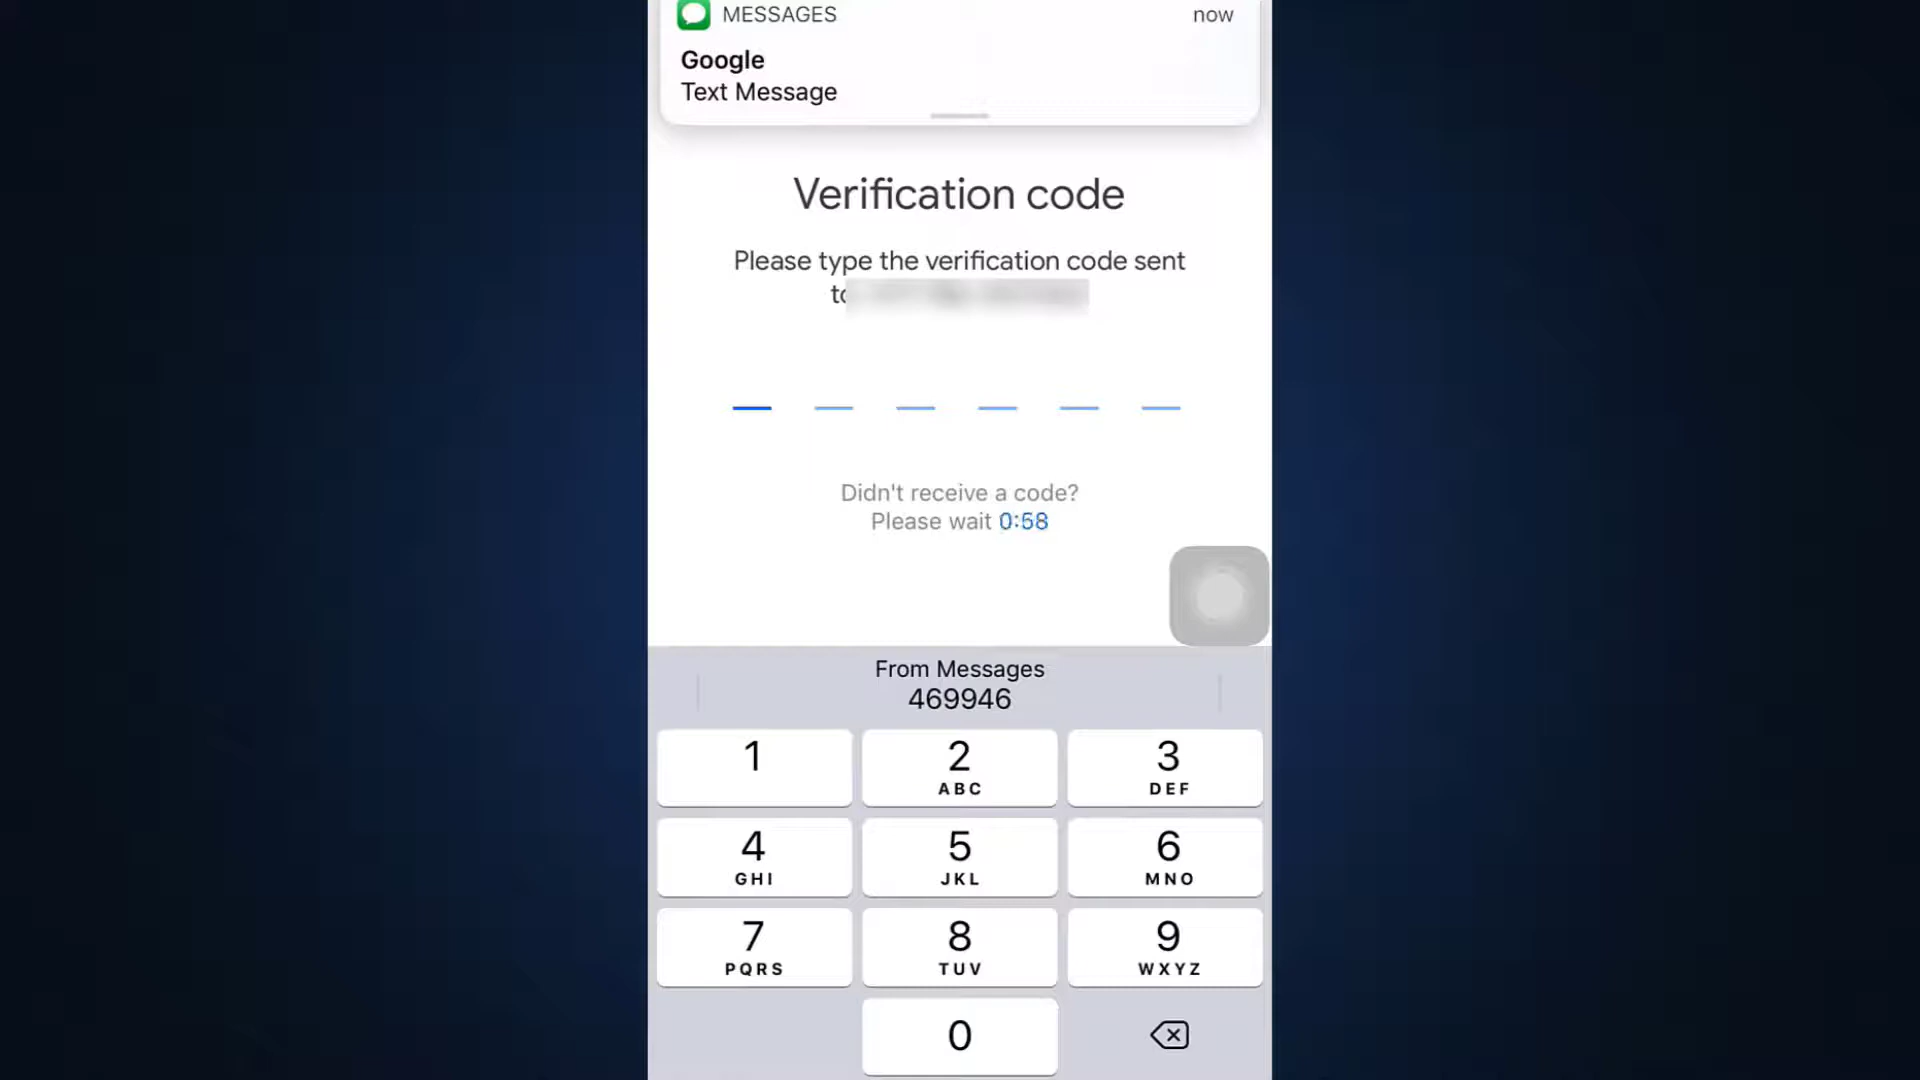 MESSAGES now
Google
Text Message
Verification code
Please type the verification code sent
to
Didn't receive a code?
Please wait 0:58
From Messages
469946
1 2 3
ABC DEF
4 5 6
GHI JKL MNO
7 8 9
PQRS TUV WXYZ
0